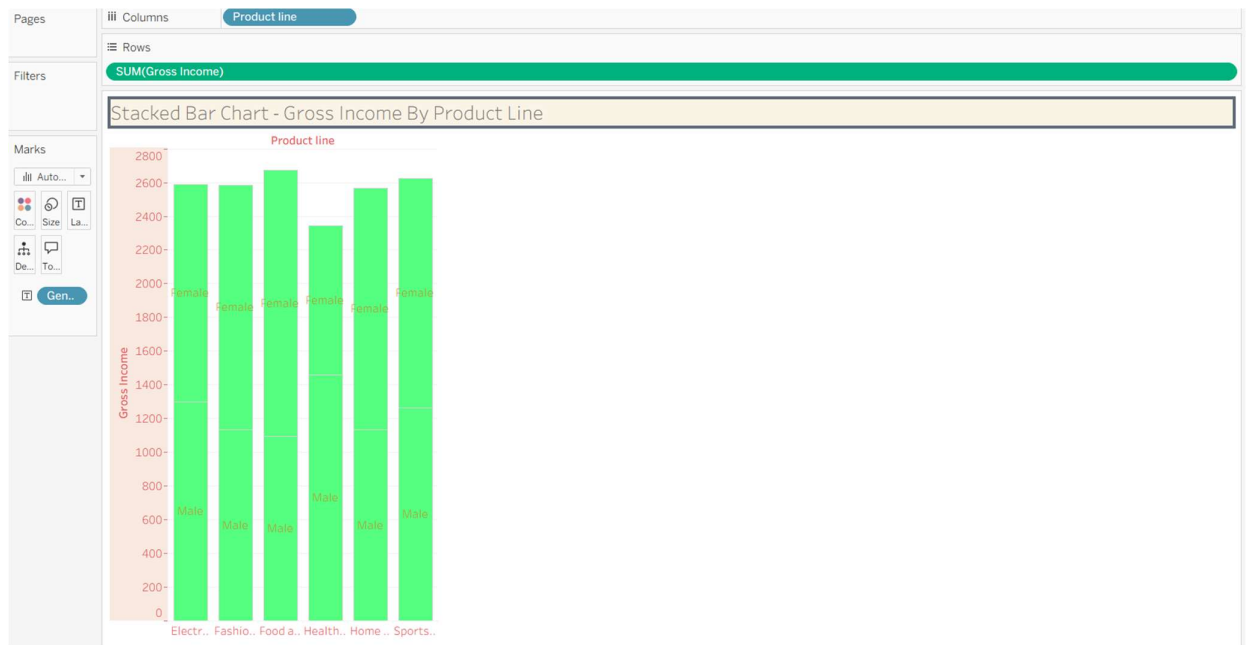 Pages
Columns
Product line
Rows
SUM(Gross Income)
Filters
Marks
Auto...
Co...
Size
La...
De...
To...
Gen..
Stacked Bar Chart - Gross Income By Product Line
Product line
Gross Income
2800
2600
2400
2200
2000
1800
1600
1400
1200
1000
800
600
400
200
0
Female
Female
Female
Female
Female
Female
Male
Male
Male
Male
Male
Male
Electr.. Fashio.. Food a.. Health.. Home .. Sports..